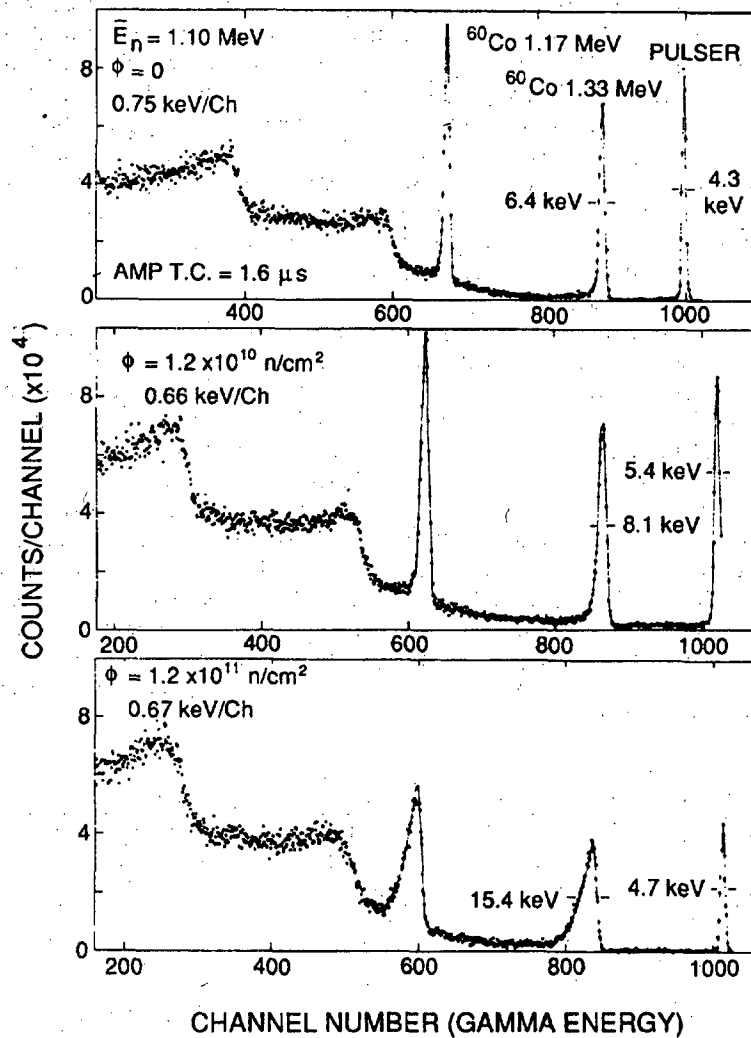 Ēn = 1.10 MeV
ϕ = 0
0.75 keV/Ch
⁶⁰Co 1.17 MeV
PULSER
⁶⁰Co 1.33 MeV
8
4
0
6.4 keV
4.3
keV
AMP T.C. = 1.6 μs
400
600
800
1000
ϕ = 1.2 x10¹⁰ n/cm²
0.66 keV/Ch
8
4
0
5.4 keV
8.1 keV
200
400
600
800
1000
ϕ = 1.2 x10¹¹ n/cm²
0.67 keV/Ch
8
4
0
15.4 keV
4.7 keV
200
400
600
800
1000
COUNTS/CHANNEL (x10⁴)
CHANNEL NUMBER (GAMMA ENERGY)